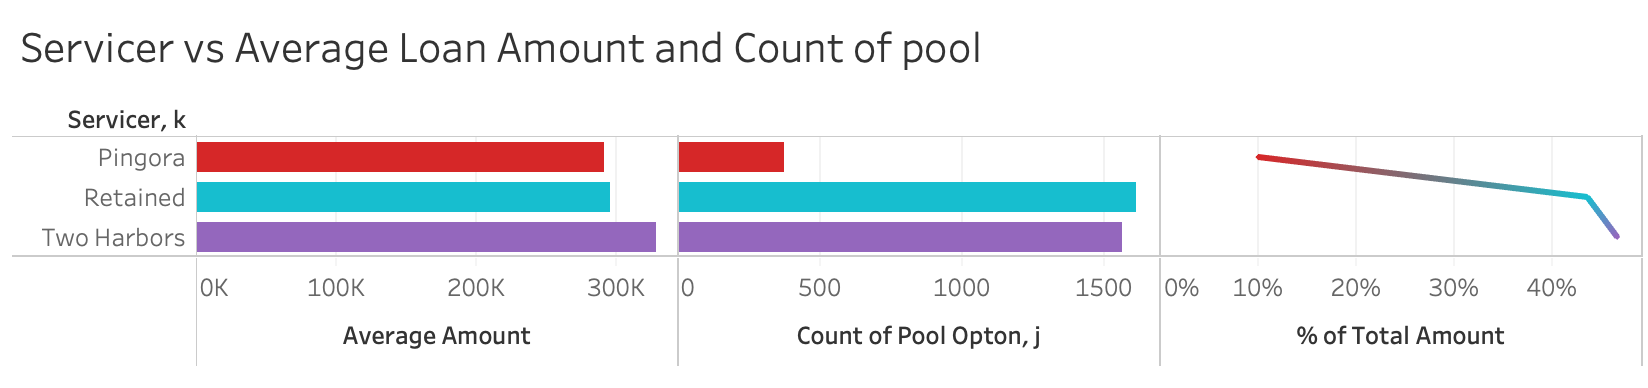 Servicer vs Average Loan Amount and Count of pool
Servicer, k
Pingora
Retained
Two Harbors
0K 100K 200K 300K 0 500 1000 1500 0% 10% 20% 30% 40%
Average Amount Count of Pool Opton, j % of Total Amount